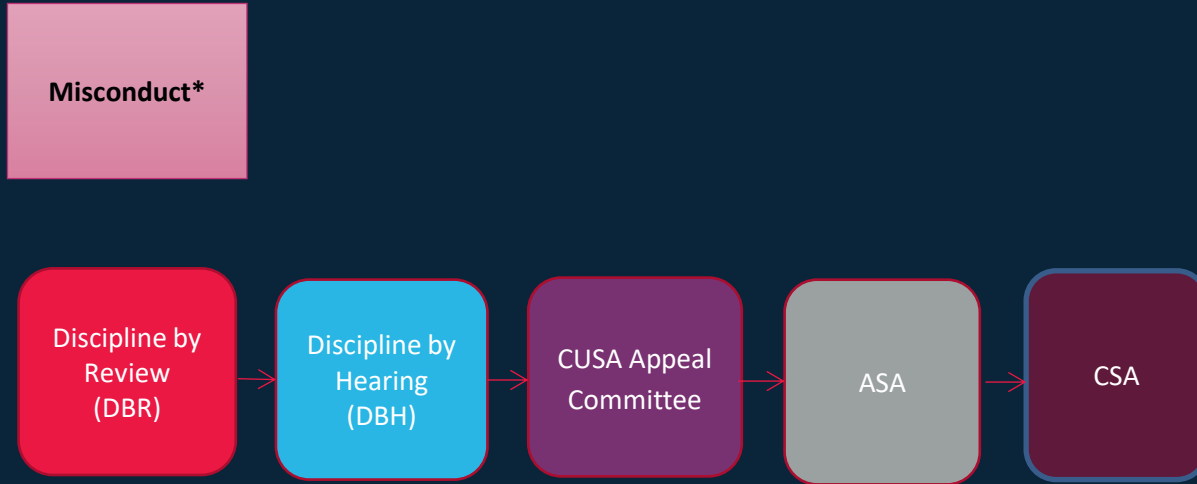 Misconduct*
Discipline by
Review
(DBR)
Discipline by
Hearing
(DBH)
CUSA Appeal
Committee
ASA
CSA